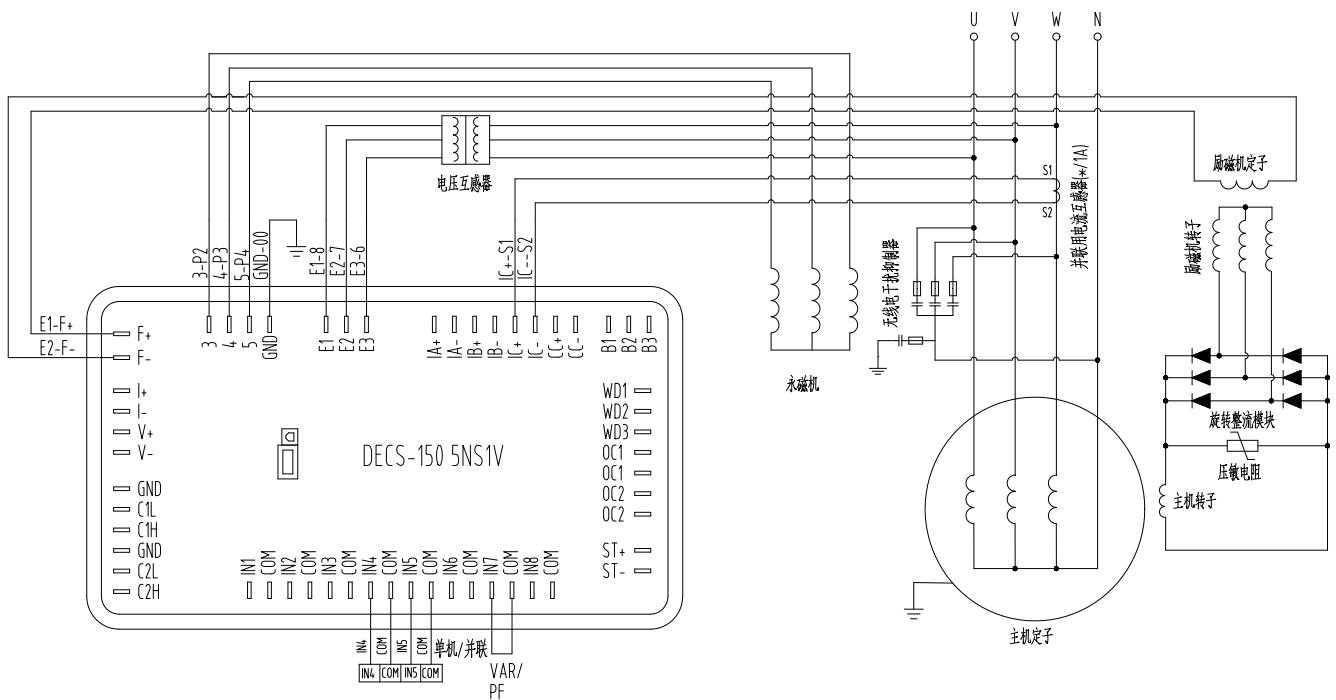 U V W N
S1
S2
并联用电流互感器(*/1A)
电压互感器
励磁机定子
励磁机转子
无线电干扰抑制器
3-P2
4-P3
5-P4
GND-00
E1-8
E2-7
E3-6
IC+-S1
IC--S2
E1-F+
E2-F-
F+
F-
3
4
5
GND
E1
E2
E3
IA+
IA-
IB+
IB-
IC+
IC-
CC+
CC-
B1
B2
B3
永磁机
I+
I-
V+
V-
GND
C1L
C1H
GND
C2L
C2H
DECS-150 5NS1V
WD1
WD2
WD3
OC1
OC1
OC2
OC2
ST+
ST-
旋转整流模块
压敏电阻
主机转子
IN1
COM
IN2
COM
IN3
COM
IN4
COM
IN5
COM
IN6
COM
IN7
COM
IN8
COM
IN4
COM
IN5
COM
单机/并联
IN4 COM IN5 COM
VAR/
PF
主机定子